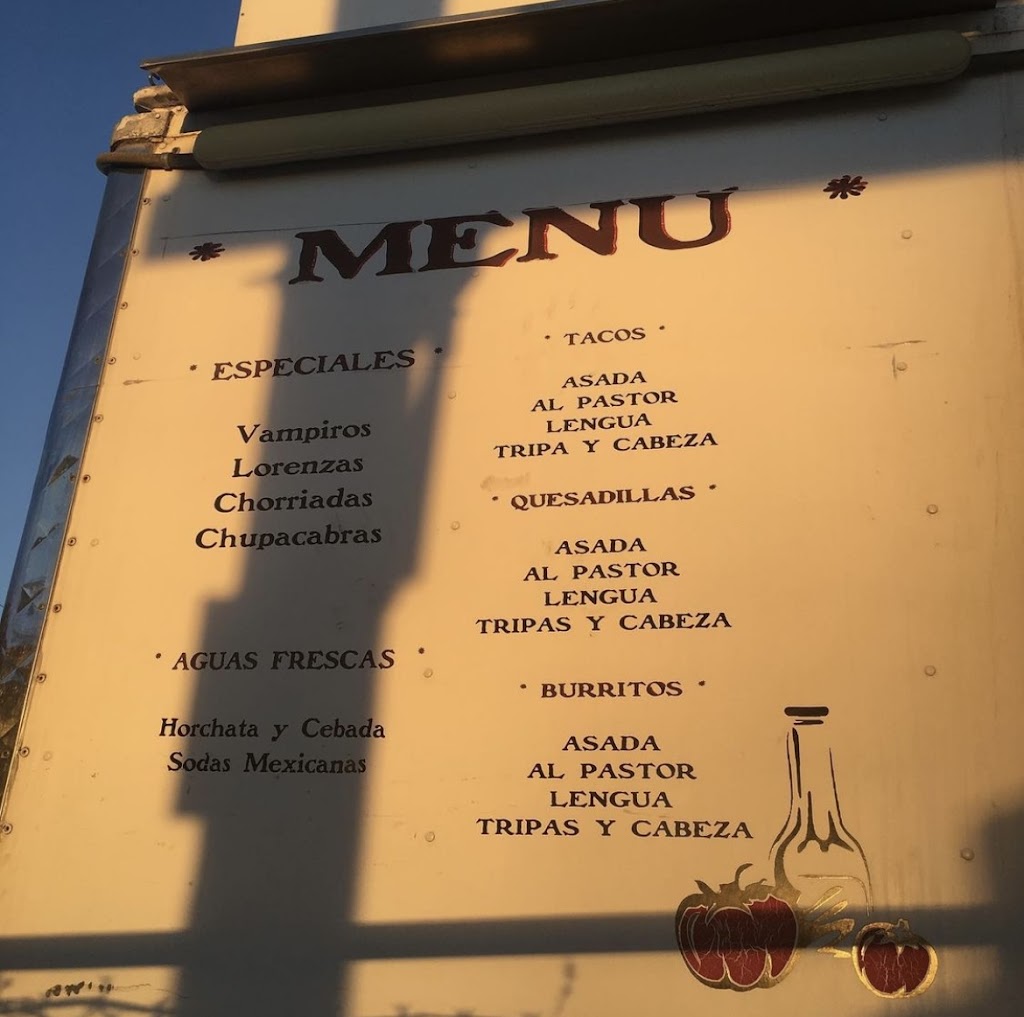 * MENÜ *
· ESPECIALES ·
Vampiros
Lorenzas
Chorriadas
Chupacabras
· AGUAS FRESCAS ·
Horchata y Cebada
Sodas Mexicanas
· TACOS ·
ASADA
AL PASTOR
LENGUA
TRIPA Y CABEZA
· QUESADILLAS ·
ASADA
AL PASTOR
LENGUA
TRIPAS Y CABEZA
· BURRITOS ·
ASADA
AL PASTOR
LENGUA
TRIPAS Y CABEZA